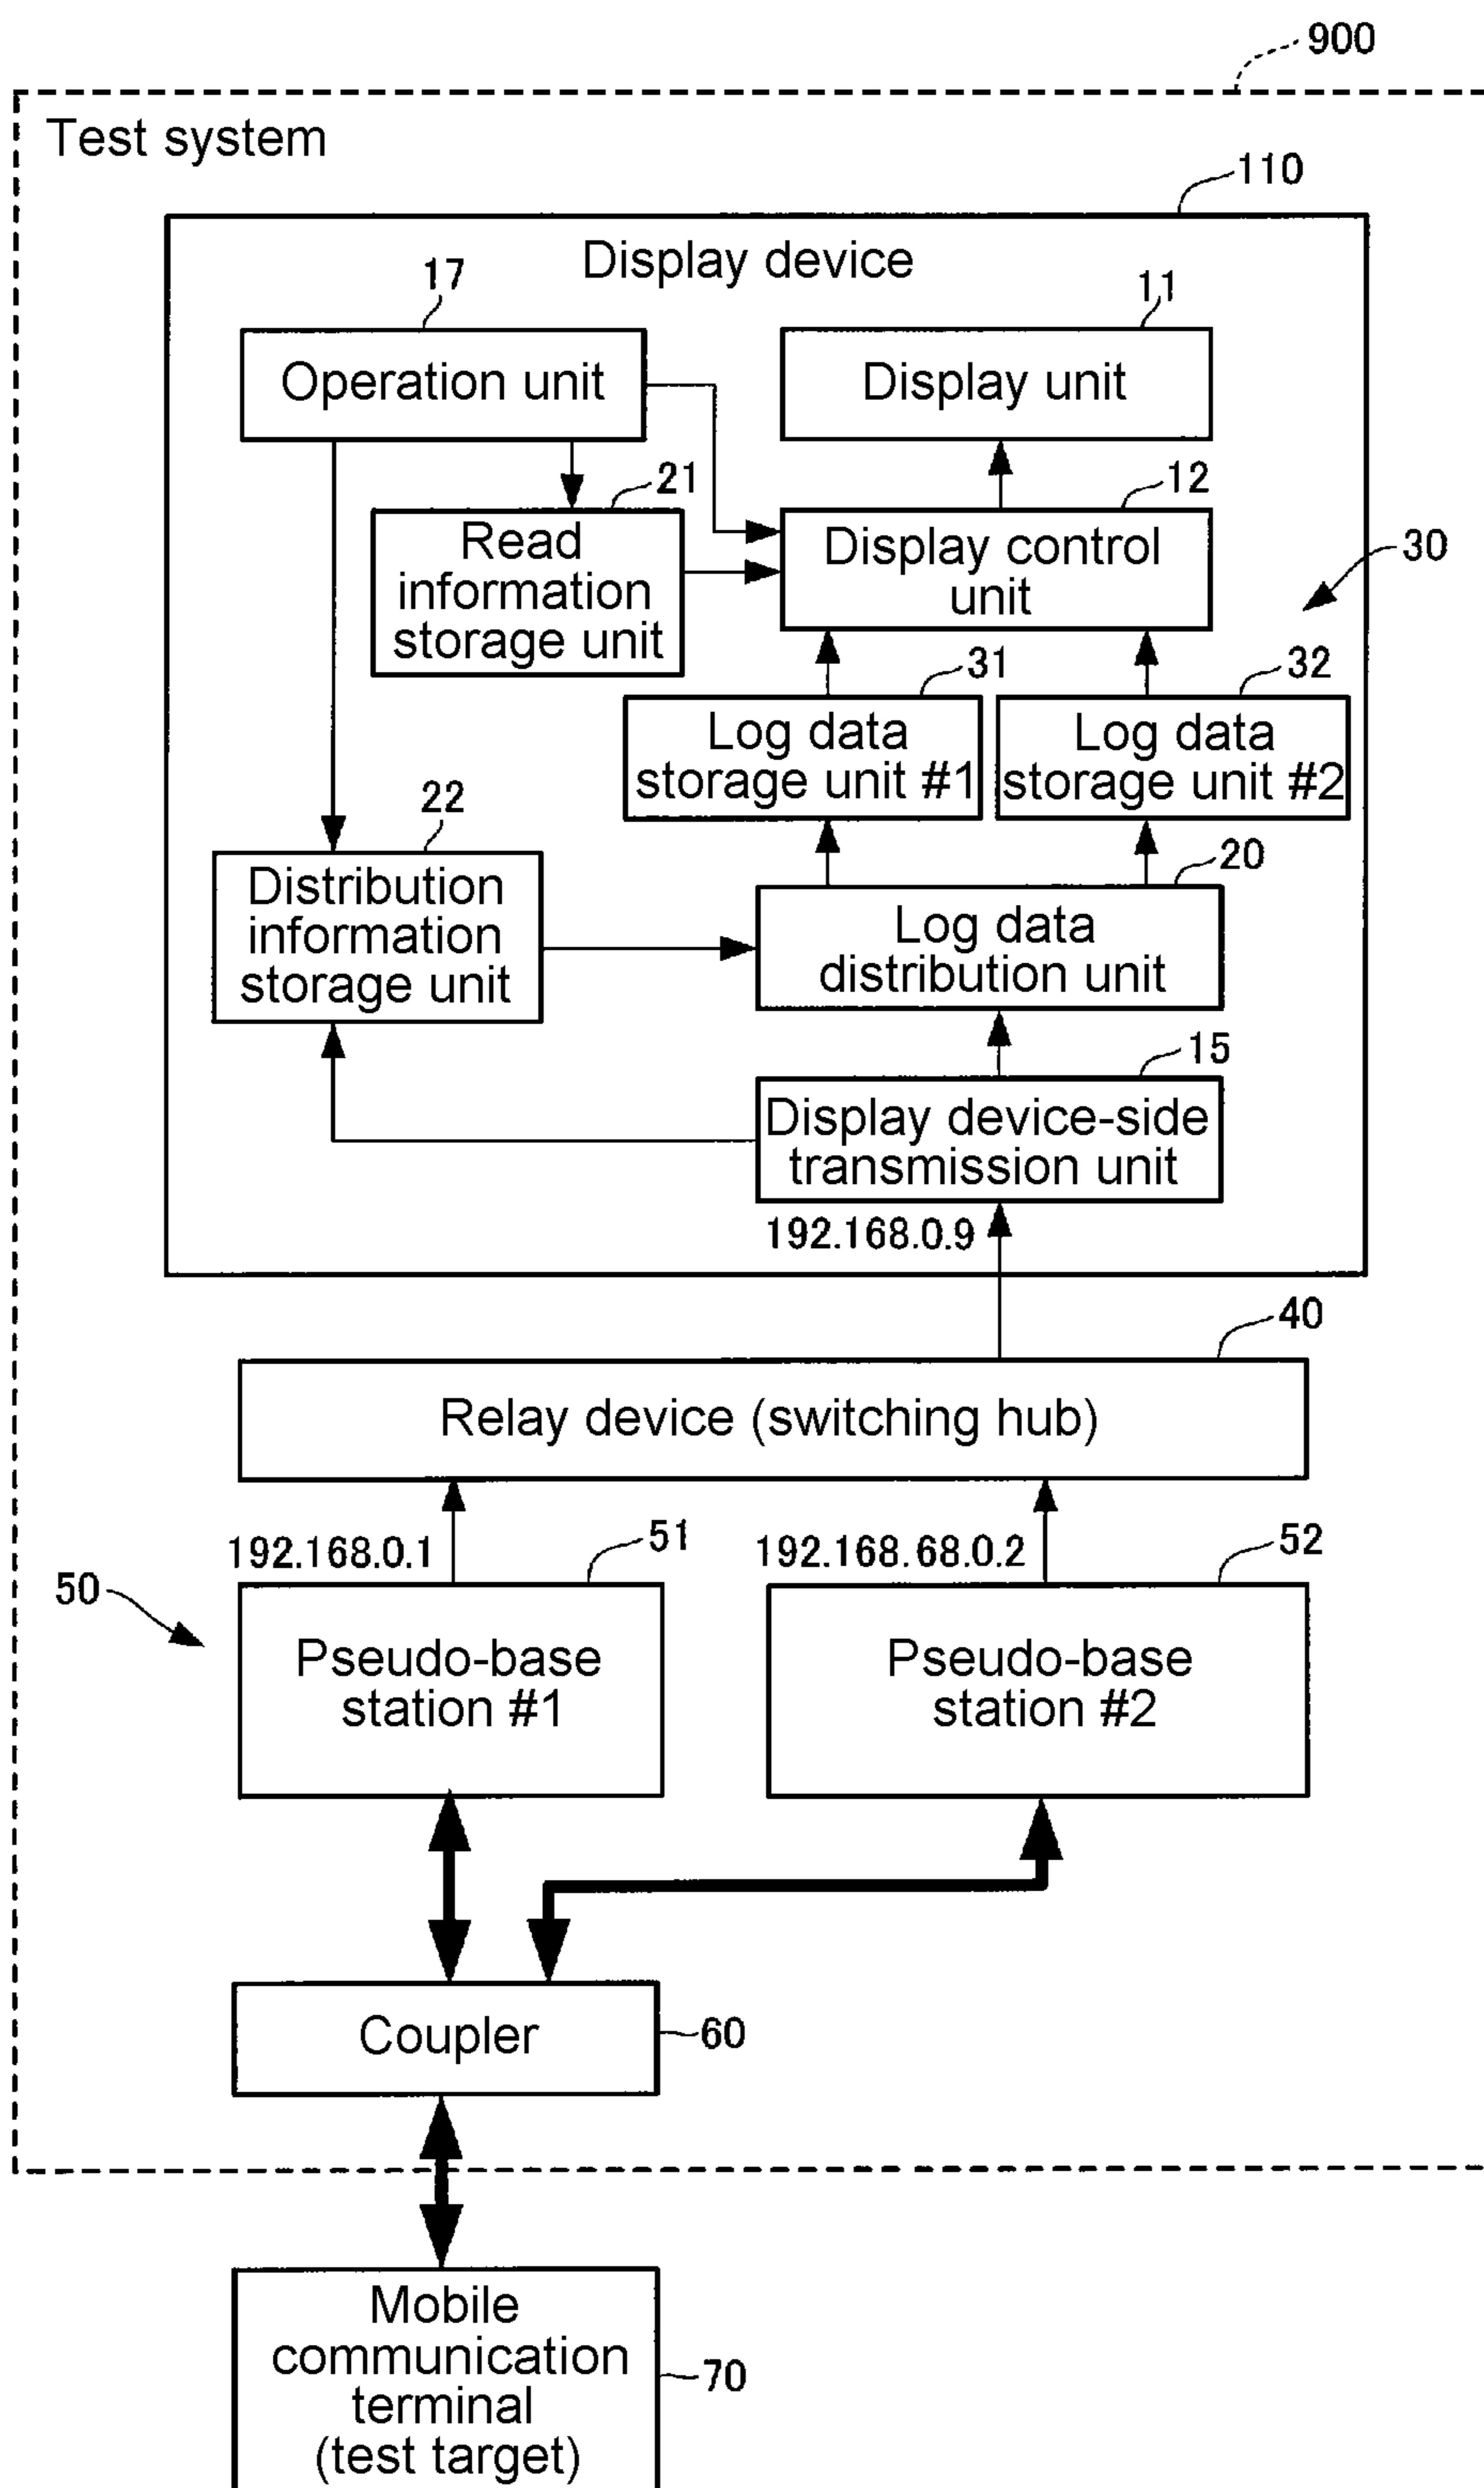 900
Test system
110
Display device
17
11
Operation unit
Display unit
21
12
Read
information
storage unit
Display control
unit
30
31
32
Log data
storage unit #1
Log data
storage unit #2
22
20
Distribution
information
storage unit
Log data
distribution unit
15
Display device-side
transmission unit
192.168.0.9
40
Relay device (switching hub)
192.168.0.1
51
192.168.68.0.2
52
50
Pseudo-base
station #1
Pseudo-base
station #2
Coupler
60
Mobile
communication
terminal
(test target)
70